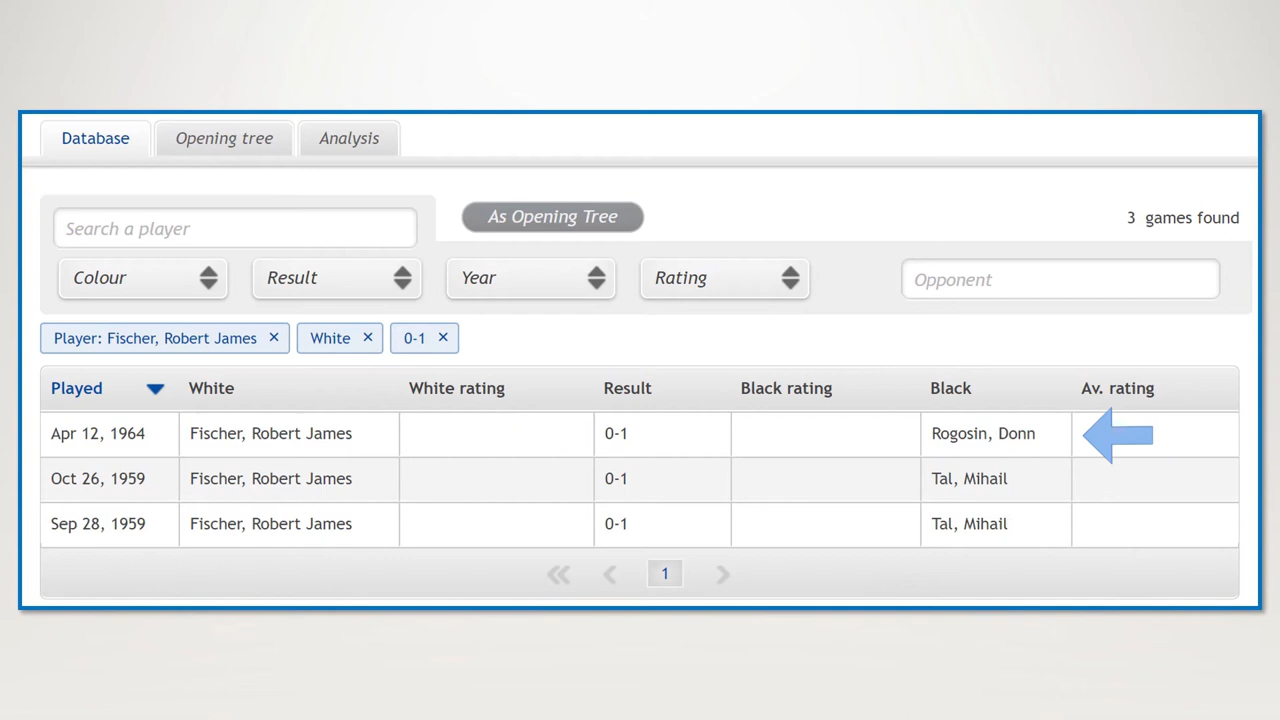 Database Opening tree Analysis
Search a player As Opening Tree 3 games found
Colour Result Year Rating Opponent
Player: Fischer, Robert James × White × 0-1 ×
Played White White rating Result Black rating Black Av. rating
Apr 12, 1964 Fischer, Robert James 0-1 Rogosin, Donn
Oct 26, 1959 Fischer, Robert James 0-1 Tal, Mihail
Sep 28, 1959 Fischer, Robert James 0-1 Tal, Mihail
1